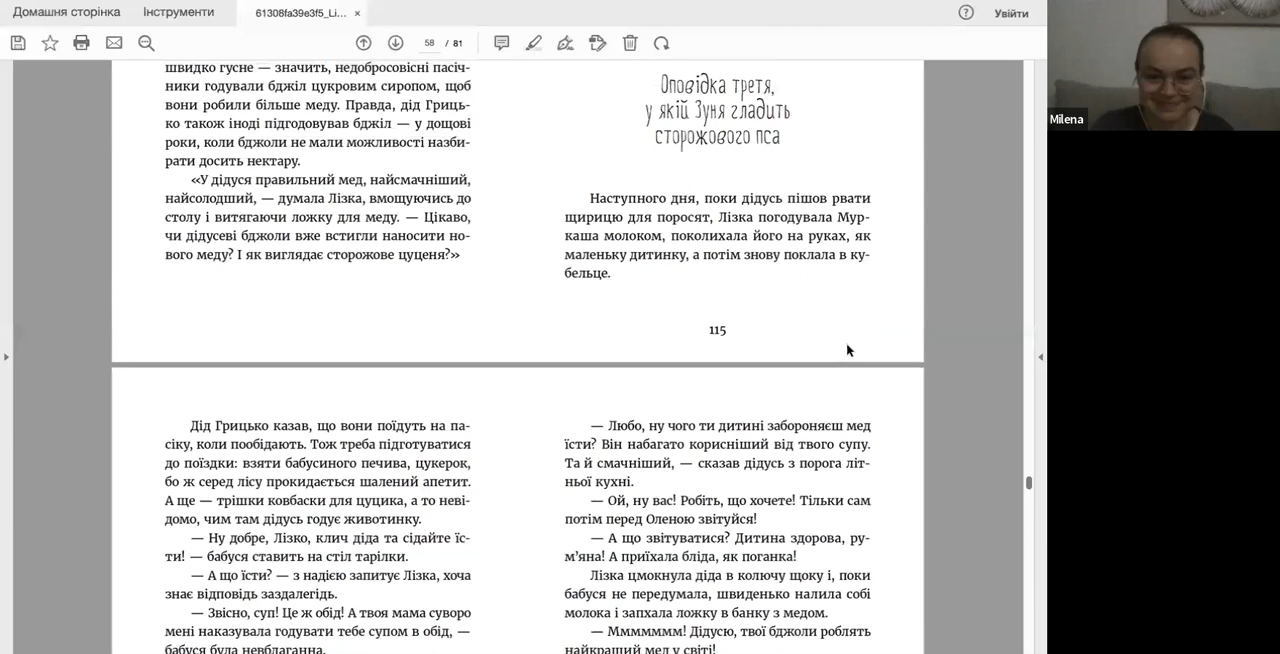 Домашня сторінка
Інструменти
61308fa39e3f5_Li...
Увійти
58 / 81
швидко гусне — значить, недобросовісні пасіч-
ники годували бджіл цукровим сиропом, щоб
вони робили більше меду. Правда, дід Гриць-
ко також іноді підгодовував бджіл — у дощові
роки, коли бджоли не мали можливості назби-
рати досить нектару.
«У дідуся правильний мед, найсмачніший,
найсолодший, — думала Лізка, вмощуючись до
столу і витягаючи ложку для меду. — Цікаво,
чи дідусеві бджоли вже встигли наносити но-
вого меду? І як виглядає сторожове цуценя?»
Оповідка третя,
у якій Зуня гладить
сторожового пса
Наступного дня, поки дідусь пішов рвати
щирицю для поросят, Лізка погодувала Мур-
каша молоком, поколихала його на руках, як
маленьку дитинку, а потім знову поклала в ку-
бельце.
115
Дід Грицько казав, що вони поїдуть на па-
сіку, коли пообідають. Тож треба підготуватися
до поїздки: взяти бабусиного печива, цукерок,
бо ж серед лісу прокидається шалений апетит.
А ще — трішки ковбаски для цуцика, а то неві-
домо, чим там дідусь годує животинку.
— Ну добре, Лізко, клич діда та сідайте їс-
ти! — бабуся ставить на стіл тарілки.
— А що їсти? — з надією запитує Лізка, хоча
знає відповідь заздалегідь.
— Звісно, суп! Це ж обід! А твоя мама суворо
мені наказувала годувати тебе супом в обід, —
бабуся була невблаганна.
— Любо, ну чого ти дитині забороняєш мед
їсти? Він набагато корисніший від твого супу.
Та й смачніший, — сказав дідусь з порога літ-
ньої кухні.
— Ой, ну вас! Робіть, що хочете! Тільки сам
потім перед Оленою звітуйся!
— А що звітуватися? Дитина здорова, ру-
м’яна! А приїхала бліда, як поганка!
Лізка цмокнула діда в колючу щоку і, поки
бабуся не передумала, швиденько налила собі
молока і запхала ложку в банку з медом.
— Мммммм! Дідусю, твої бджоли роблять
найкращий мед у світі!
Milena